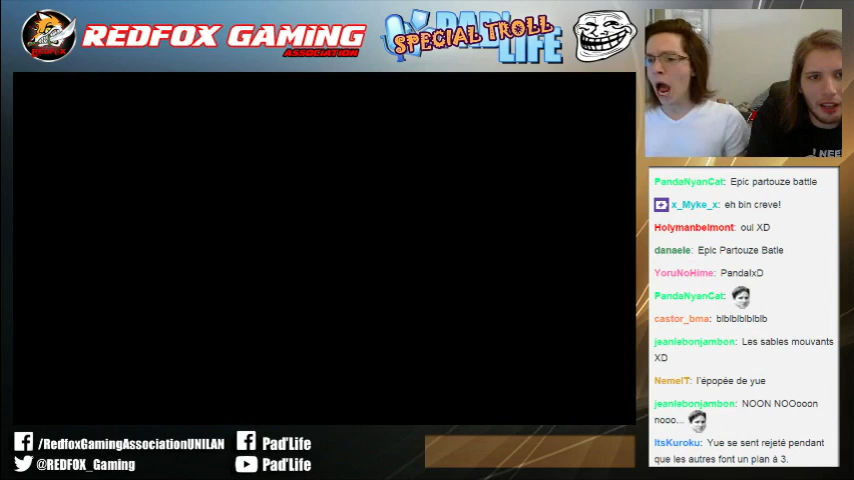 REDFOX GAMING
ASSOCIATION
REDFOX
PAD'LIFE
SPECIAL TROLL
NEE
PandaNyanCat: Epic partouze battle
x_Myke_x: eh bin creve!
Holymanbelmont: oui XD
danaele: Epic Partouze Batle
YoruNoHime: PandaIxD
PandaNyanCat:
castor_bma: blblblblblblb
jeanlebonjambon: Les sables mouvants
XD
NemeIT: l'épopée de yue
jeanlebonjambon: NOON NOOooon
nooo...
ItsKuroku: Yue se sent rejeté pendant
que les autres font un plan à 3.
/RedfoxGamingAssociationUNILAN
Pad'Life
@REDFOX_Gaming
Pad'Life